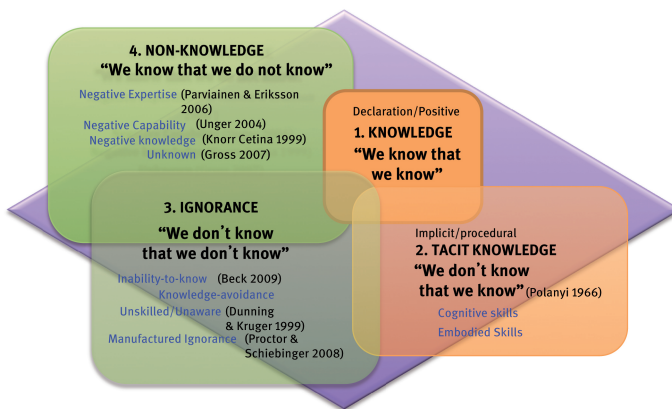 4. NON-KNOWLEDGE
“We know that we do not know”
Negative Expertise (Parviainen & Eriksson
2006)
Negative Capability (Unger 2004)
Negative knowledge (Knorr Cetina 1999)
Unknown (Gross 2007)
Declaration/Positive
1. KNOWLEDGE
“We know that
we know”
3. IGNORANCE
“We don’t know
that we don’t know”
Inability-to-know (Beck 2009)
Knowledge-avoidance
Unskilled/Unaware (Dunning
& Kruger 1999)
Manufactured Ignorance (Proctor &
Schiebinger 2008)
Implicit/procedural
2. TACIT KNOWLEDGE
“We don’t know
that we know” (Polanyi 1966)
Cognitive skills
Embodied Skills